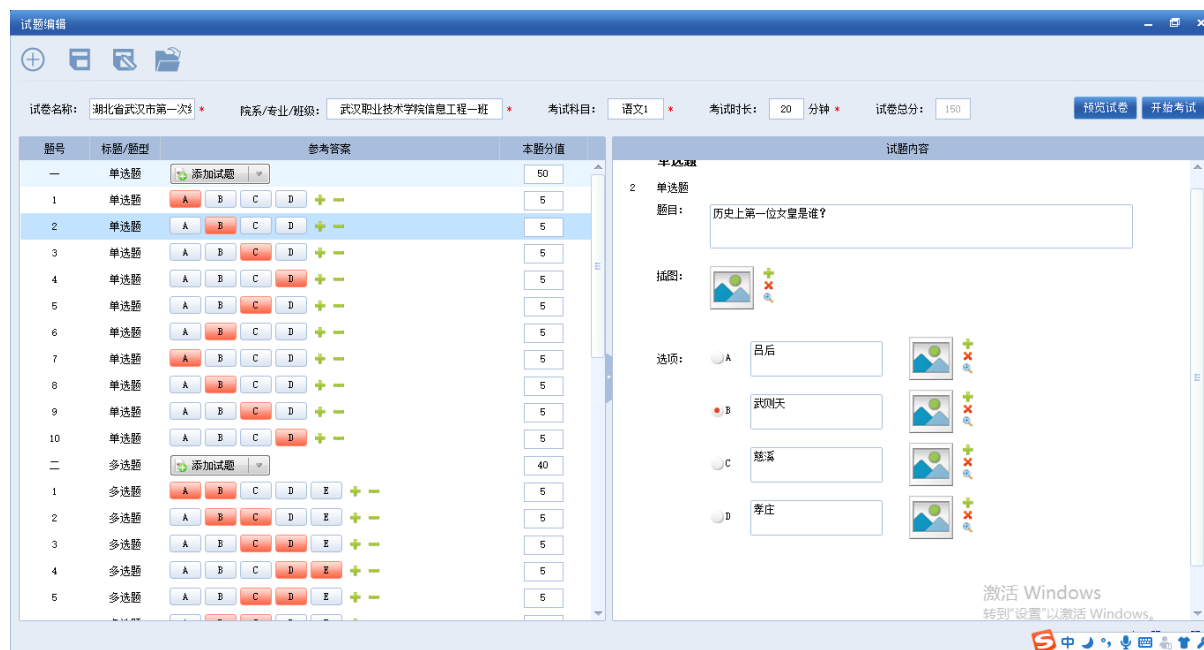 试题编辑
试卷名称: 湖北省武汉市第一次 * 院系/专业/班级: 武汉职业技术学院信息工程一班 * 考试科目: 语文1 * 考试时长: 20 分钟 * 试卷总分: 150 预览试卷 开始考试
题号 标题/题型 参考答案 本题分值
一 单选题 添加试题 50
1 单选题 A B C D 5
2 单选题 A B C D 5
3 单选题 A B C D 5
4 单选题 A B C D 5
5 单选题 A B C D 5
6 单选题 A B C D 5
7 单选题 A B C D 5
8 单选题 A B C D 5
9 单选题 A B C D 5
10 单选题 A B C D 5
二 多选题 添加试题 40
1 多选题 A B C D E 5
2 多选题 A B C D E 5
3 多选题 A B C D E 5
4 多选题 A B C D E 5
5 多选题 A B C D E 5
试题内容
单选题
2 单选题
题目: 历史上第一位女皇是谁?
插图:
选项: A 吕后
B 武则天
C 慈溪
D 孝庄
激活 Windows
转到"设置"以激活 Windows。
中